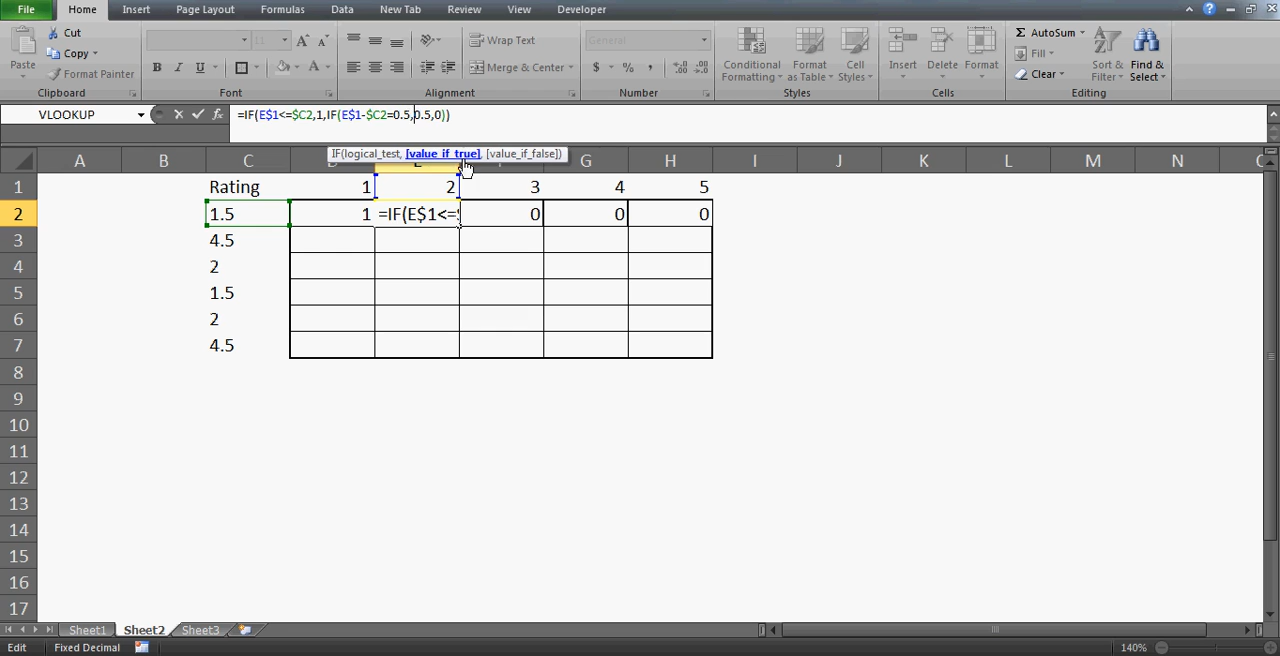 File Home Insert Page Layout Formulas Data New Tab Review View Developer
Cut
Copy
Format Painter
Paste
Clipboard
11
B I U
Font
Wrap Text
Merge & Center
Alignment
General
$ % ,
Number
Conditional Formatting
Format as Table
Cell Styles
Styles
Insert Delete Format
Cells
Σ AutoSum
Fill
Clear
Sort & Filter
Find & Select
Editing
VLOOKUP fx =IF(E$1<=$C2,1,IF(E$1-$C2=0.5,0.5,0))
IF(logical_test, [value_if_true], [value_if_false])
A B C G H I J K L M N
1 Rating 1 2 3 4 5
2 1.5 1 =IF(E$1<= 0 0 0
3 4.5
4 2
5 1.5
6 2
7 4.5
8
9
10
11
12
13
14
15
16
17
Sheet1 Sheet2 Sheet3
Edit Fixed Decimal 140%